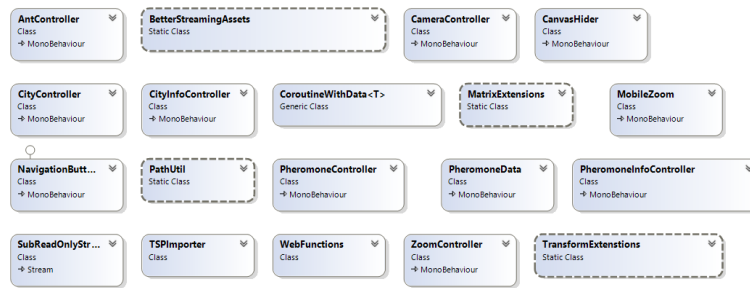 AntController
Class
MonoBehaviour
BetterStreamingAssets
Static Class
CameraController
Class
MonoBehaviour
CanvasHider
Class
MonoBehaviour
CityController
Class
MonoBehaviour
CityInfoController
Class
MonoBehaviour
CoroutineWithData<T>
Generic Class
MatrixExtensions
Static Class
MobileZoom
Class
MonoBehaviour
NavigationButt...
Class
MonoBehaviour
PathUtil
Static Class
PheromoneController
Class
MonoBehaviour
PheromoneData
Class
MonoBehaviour
PheromoneInfoController
Class
MonoBehaviour
SubReadOnlyStr...
Class
Stream
TSPImporter
Class
WebFunctions
Class
ZoomController
Class
MonoBehaviour
TransformExtenstions
Static Class